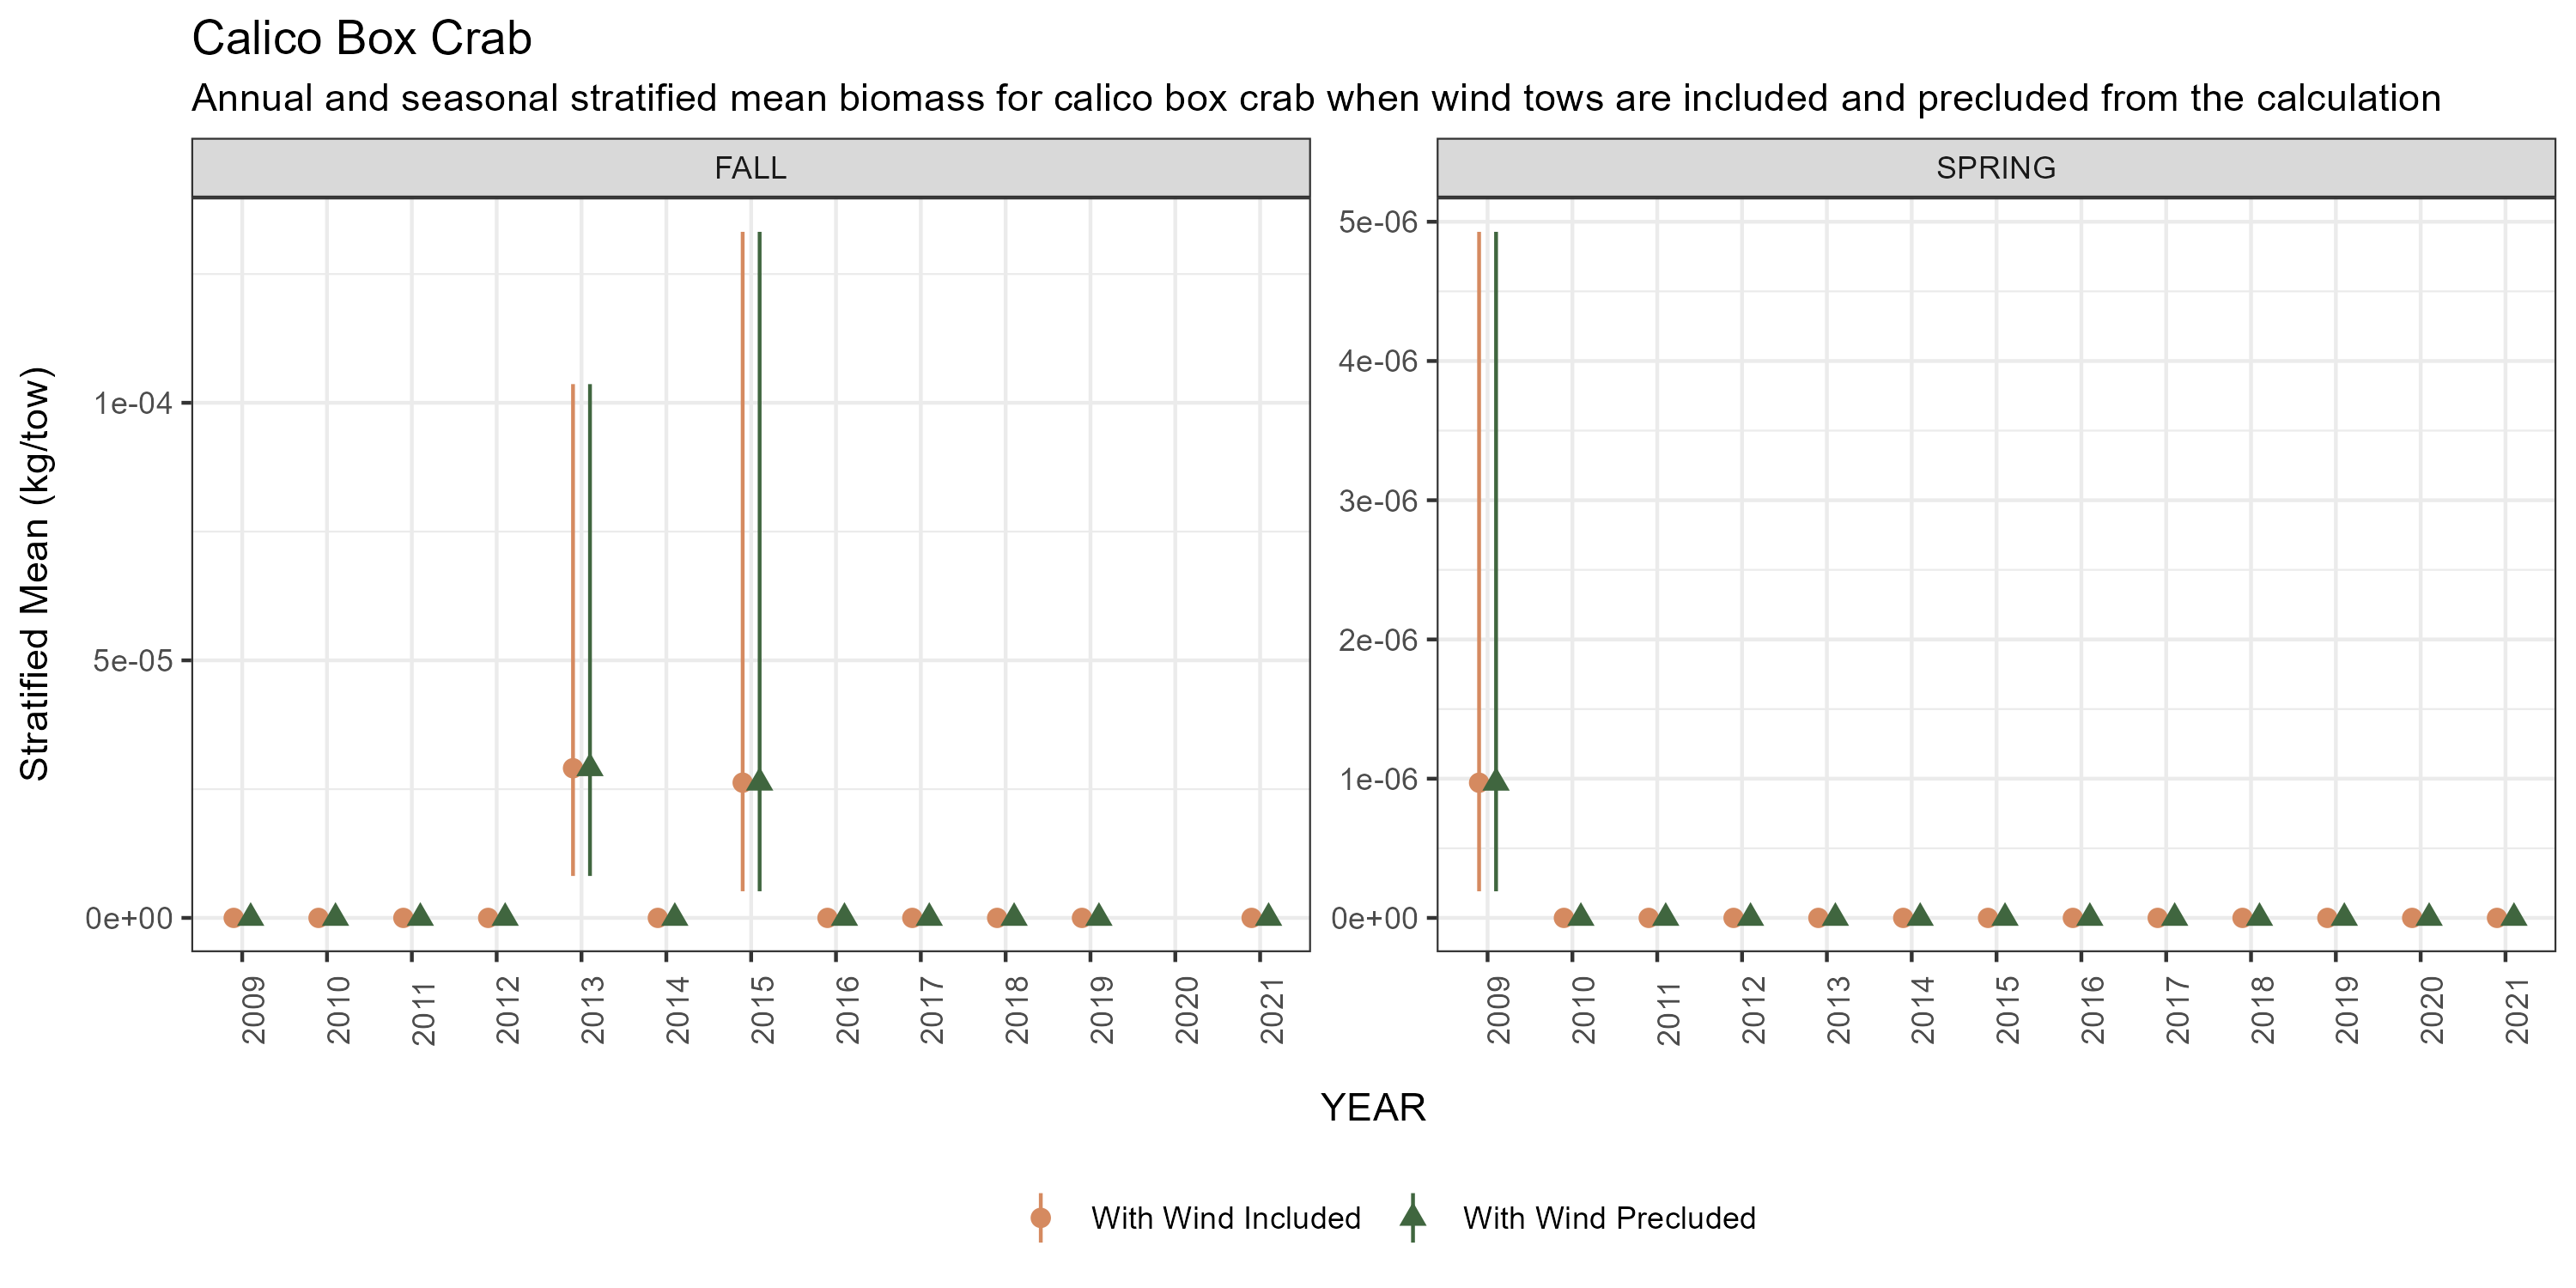 Calico Box Crab
Annual and seasonal stratified mean biomass for calico box crab when wind tows are included and precluded from the calculation
FALL
SPRING
Stratified Mean (kg/tow)
1e-04
5e-05
0e+00
5e-06
4e-06
3e-06
2e-06
1e-06
0e+00
2009 2010 2011 2012 2013 2014 2015 2016 2017 2018 2019 2020 2021
2009 2010 2011 2012 2013 2014 2015 2016 2017 2018 2019 2020 2021
YEAR
With Wind Included With Wind Precluded